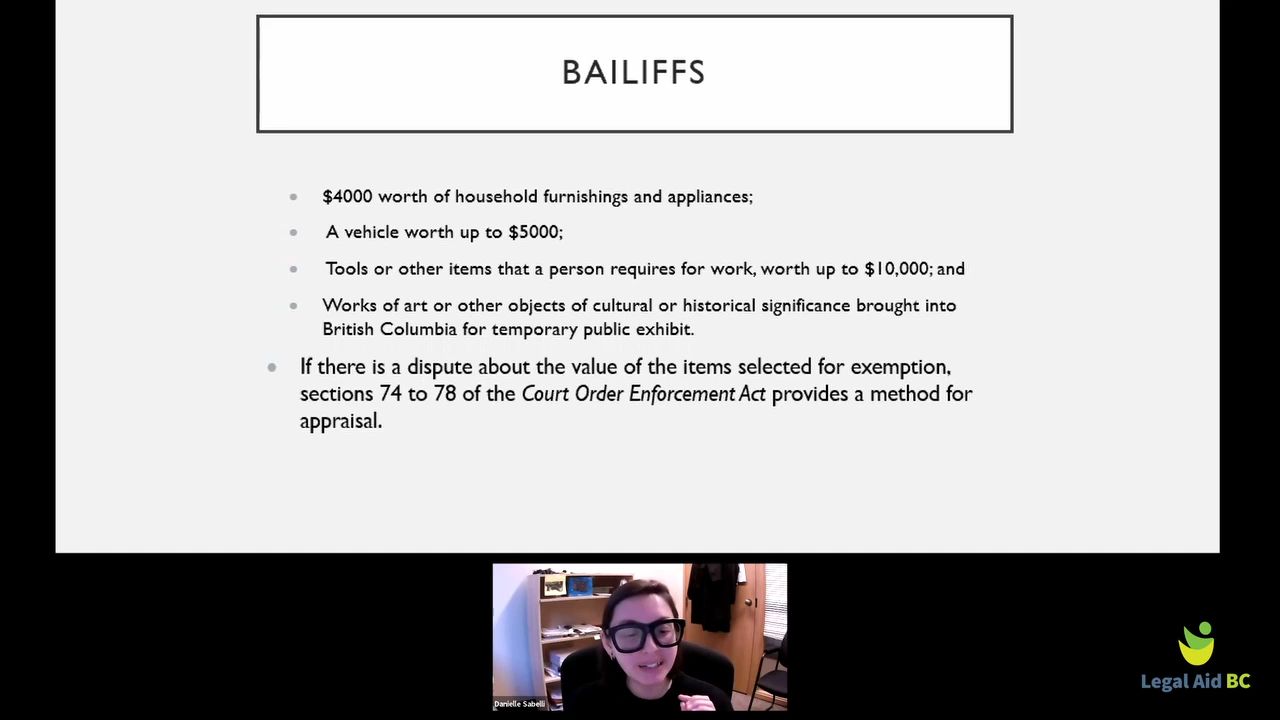 BAILIFFS
$4000 worth of household furnishings and appliances;
A vehicle worth up to $5000;
Tools or other items that a person requires for work, worth up to $10,000; and
Works of art or other objects of cultural or historical significance brought into
British Columbia for temporary public exhibit.
If there is a dispute about the value of the items selected for exemption,
sections 74 to 78 of the Court Order Enforcement Act provides a method for
appraisal.
Danielle Sabelli
Legal Aid BC